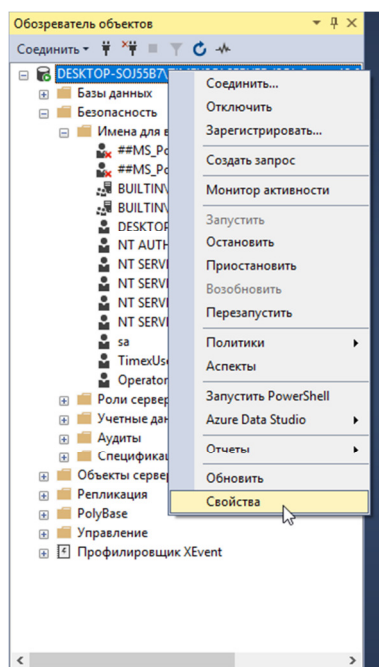 Обозреватель объектов
Соединить
DESKTOP-SOJ55B7\
Базы данных
Безопасность
Имена для в
##MS_Po
##MS_Po
BUILTIN\
BUILTIN\
DESKTOP
NT AUTH
NT SERVI
NT SERVI
NT SERVI
NT SERVI
sa
TimexUse
Operator
Роли сервер
Учетные дан
Аудиты
Спецификац
Объекты сервер
Репликация
PolyBase
Управление
Профилировщик XEvent
Соединить...
Отключить
Зарегистрировать...
Создать запрос
Монитор активности
Запустить
Остановить
Приостановить
Возобновить
Перезапустить
Политики
Аспекты
Запустить PowerShell
Azure Data Studio
Отчеты
Обновить
Свойства